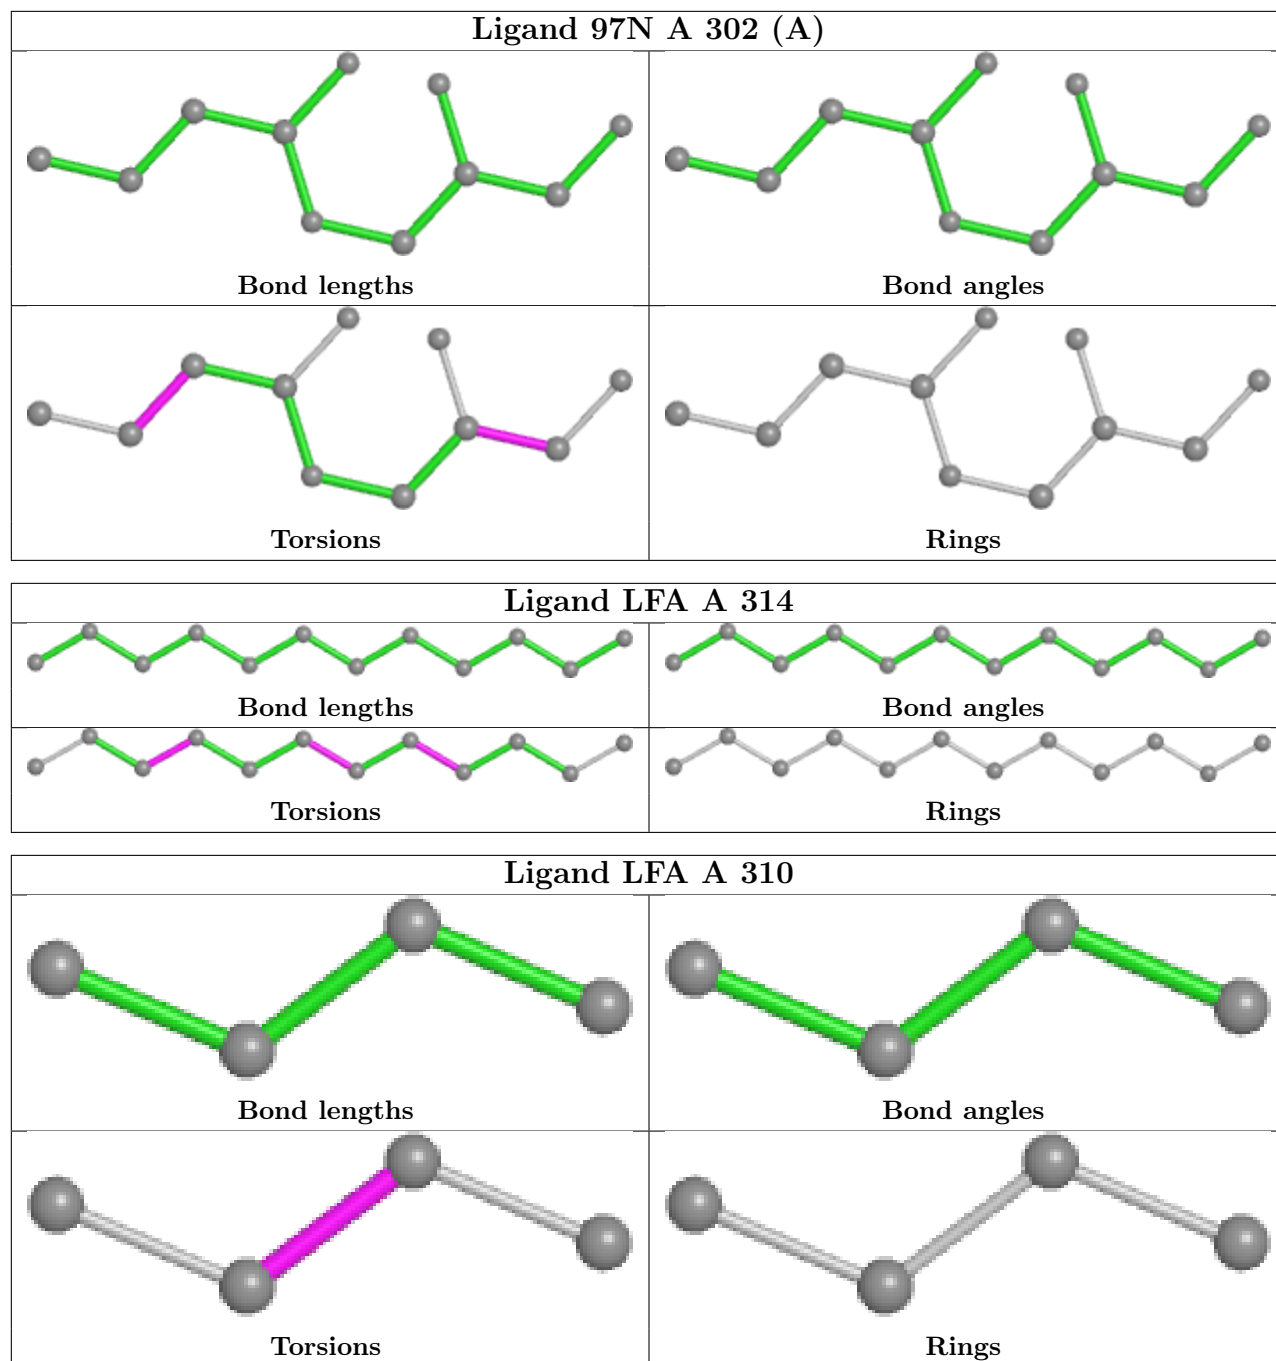 Ligand 97N A 302 (A)
Bond lengths
Bond angles
Torsions
Rings
Ligand LFA A 314
Bond lengths
Bond angles
Torsions
Rings
Ligand LFA A 310
Bond lengths
Bond angles
Torsions
Rings